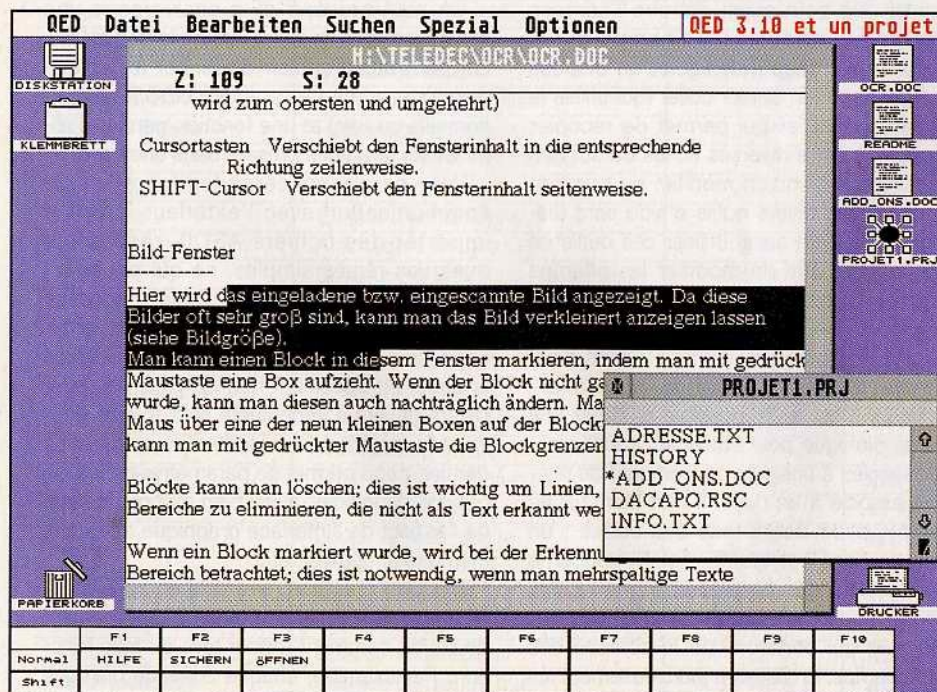 QED Datei Bearbeiten Suchen Spezial Optionen
QED 3.10 et un projet
DISKSTATION
KLEMMBRETT
H:\TELEDEC\OCR\OCR.DOC
Z: 109 S: 28
wird zum obersten und umgekehrt)
Cursortasten Verschiebt den Fensterinhalt in die entsprechende
Richtung zeilenweise.
SHIFT-Cursor Verschiebt den Fensterinhalt seitenweise.
Bild-Fenster
Hier wird das eingeladene bzw. eingescannte Bild angezeigt. Da diese
Bilder oft sehr groß sind, kann man das Bild verkleinert anzeigen lassen
(siehe Bildgröße).
Man kann einen Block in diesem Fenster markieren, indem man mit gedrück
Maustaste eine Box aufzieht. Wenn der Block nicht ga
wurde, kann man diesen auch nachträglich ändern. Ma
Maus über eine der neun kleinen Boxen auf der Block
kann man mit gedrückter Maustaste die Blockgrenzen
Blöcke kann man löschen; dies ist wichtig um Linien,
Bereiche zu eliminieren, die nicht als Text erkannt we
Wenn ein Block markiert wurde, wird bei der Erkennu
Bereich betrachtet; dies ist notwendig, wenn man mehrspaltige Texte
OCR.DOC
README
ADD_ONS.DOC
PROJET1.PRJ
PROJET1.PRJ
ADRESSE.TXT
HISTORY
*ADD_ONS.DOC
DACAPO.RSC
INFO.TXT
PAPIERKORB
DRUCKER
F1 F2 F3 F4 F5 F6 F7 F8 F9 F10
Normal HILFE SICHERN öFFNEN
Shift